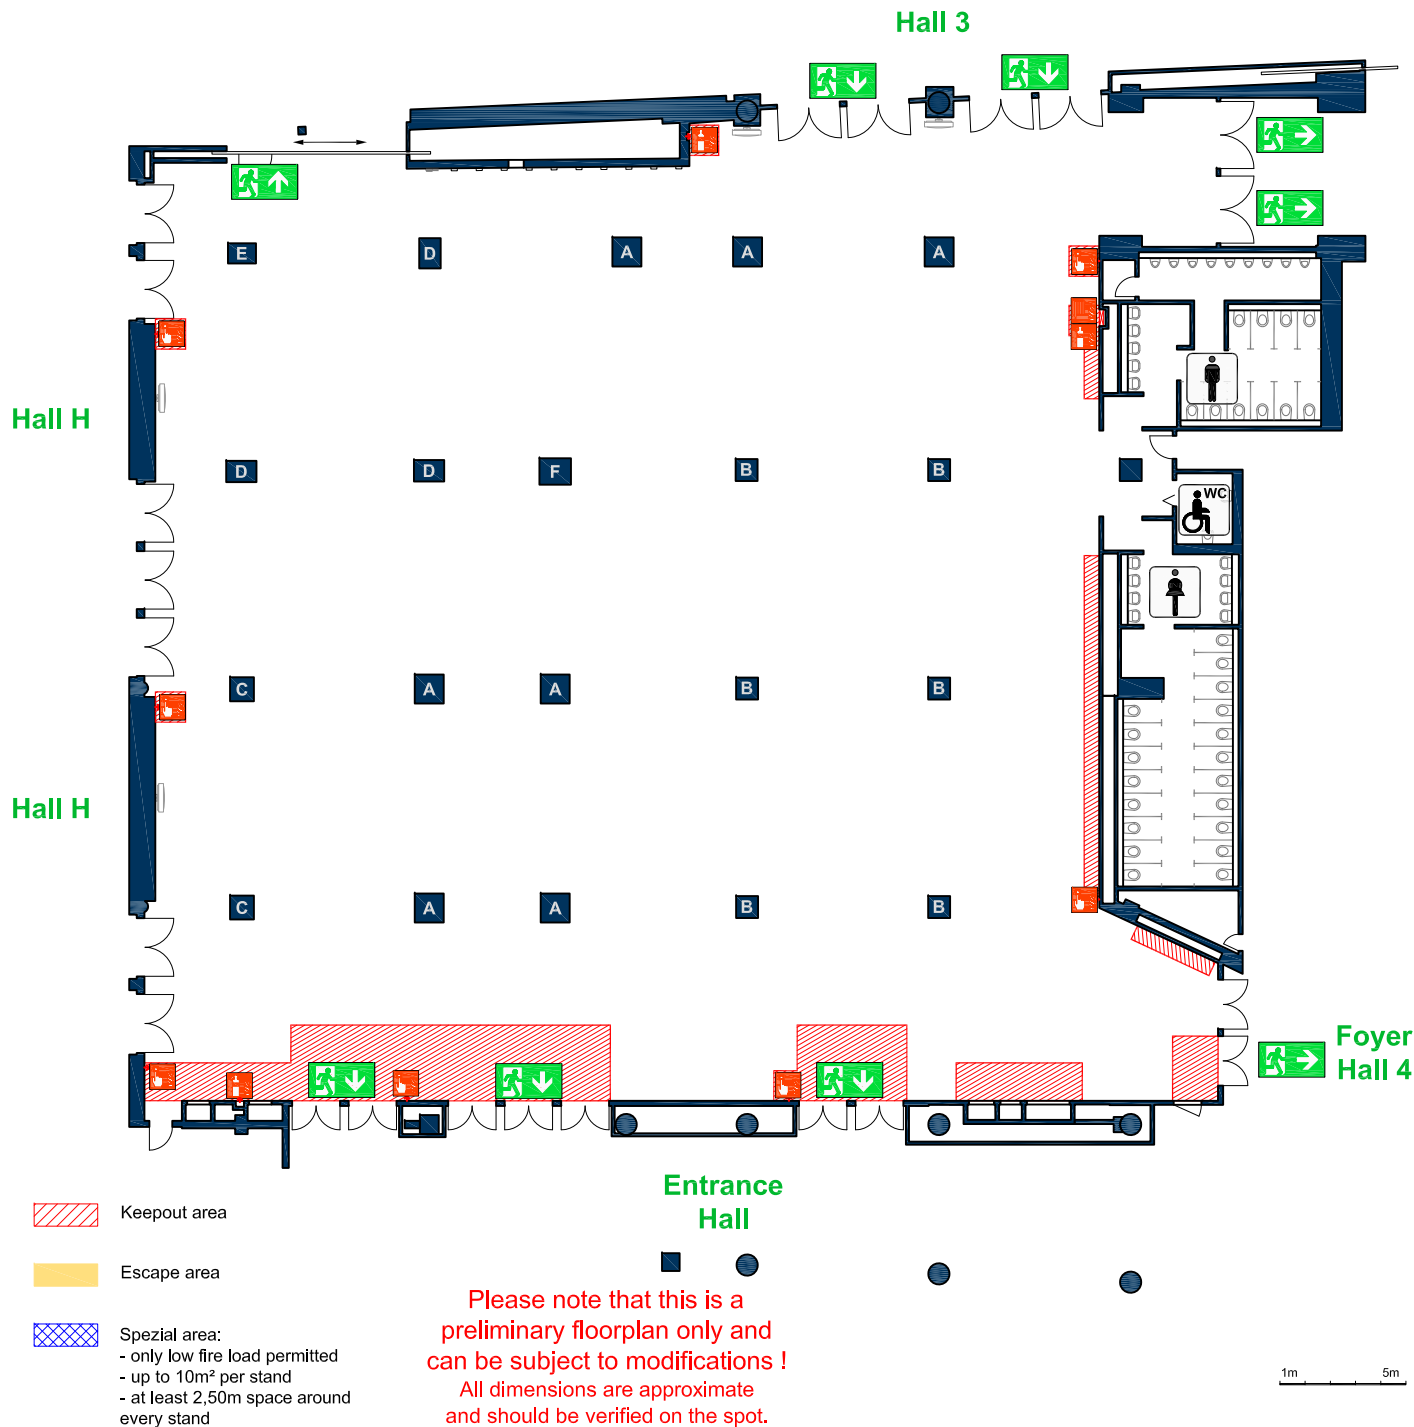 Hall 3
E
D
A
A
A
Hall H
D
D
F
B
B
WC
C
A
A
B
B
Hall H
C
A
A
B
B
Foyer
Hall 4
Entrance
Hall
Keepout area
Escape area
Spezial area:
- only low fire load permitted
- up to 10m² per stand
- at least 2,50m space around
every stand
Please note that this is a
preliminary floorplan only and
can be subject to modifications !
All dimensions are approximate
and should be verified on the spot.
1m 5m